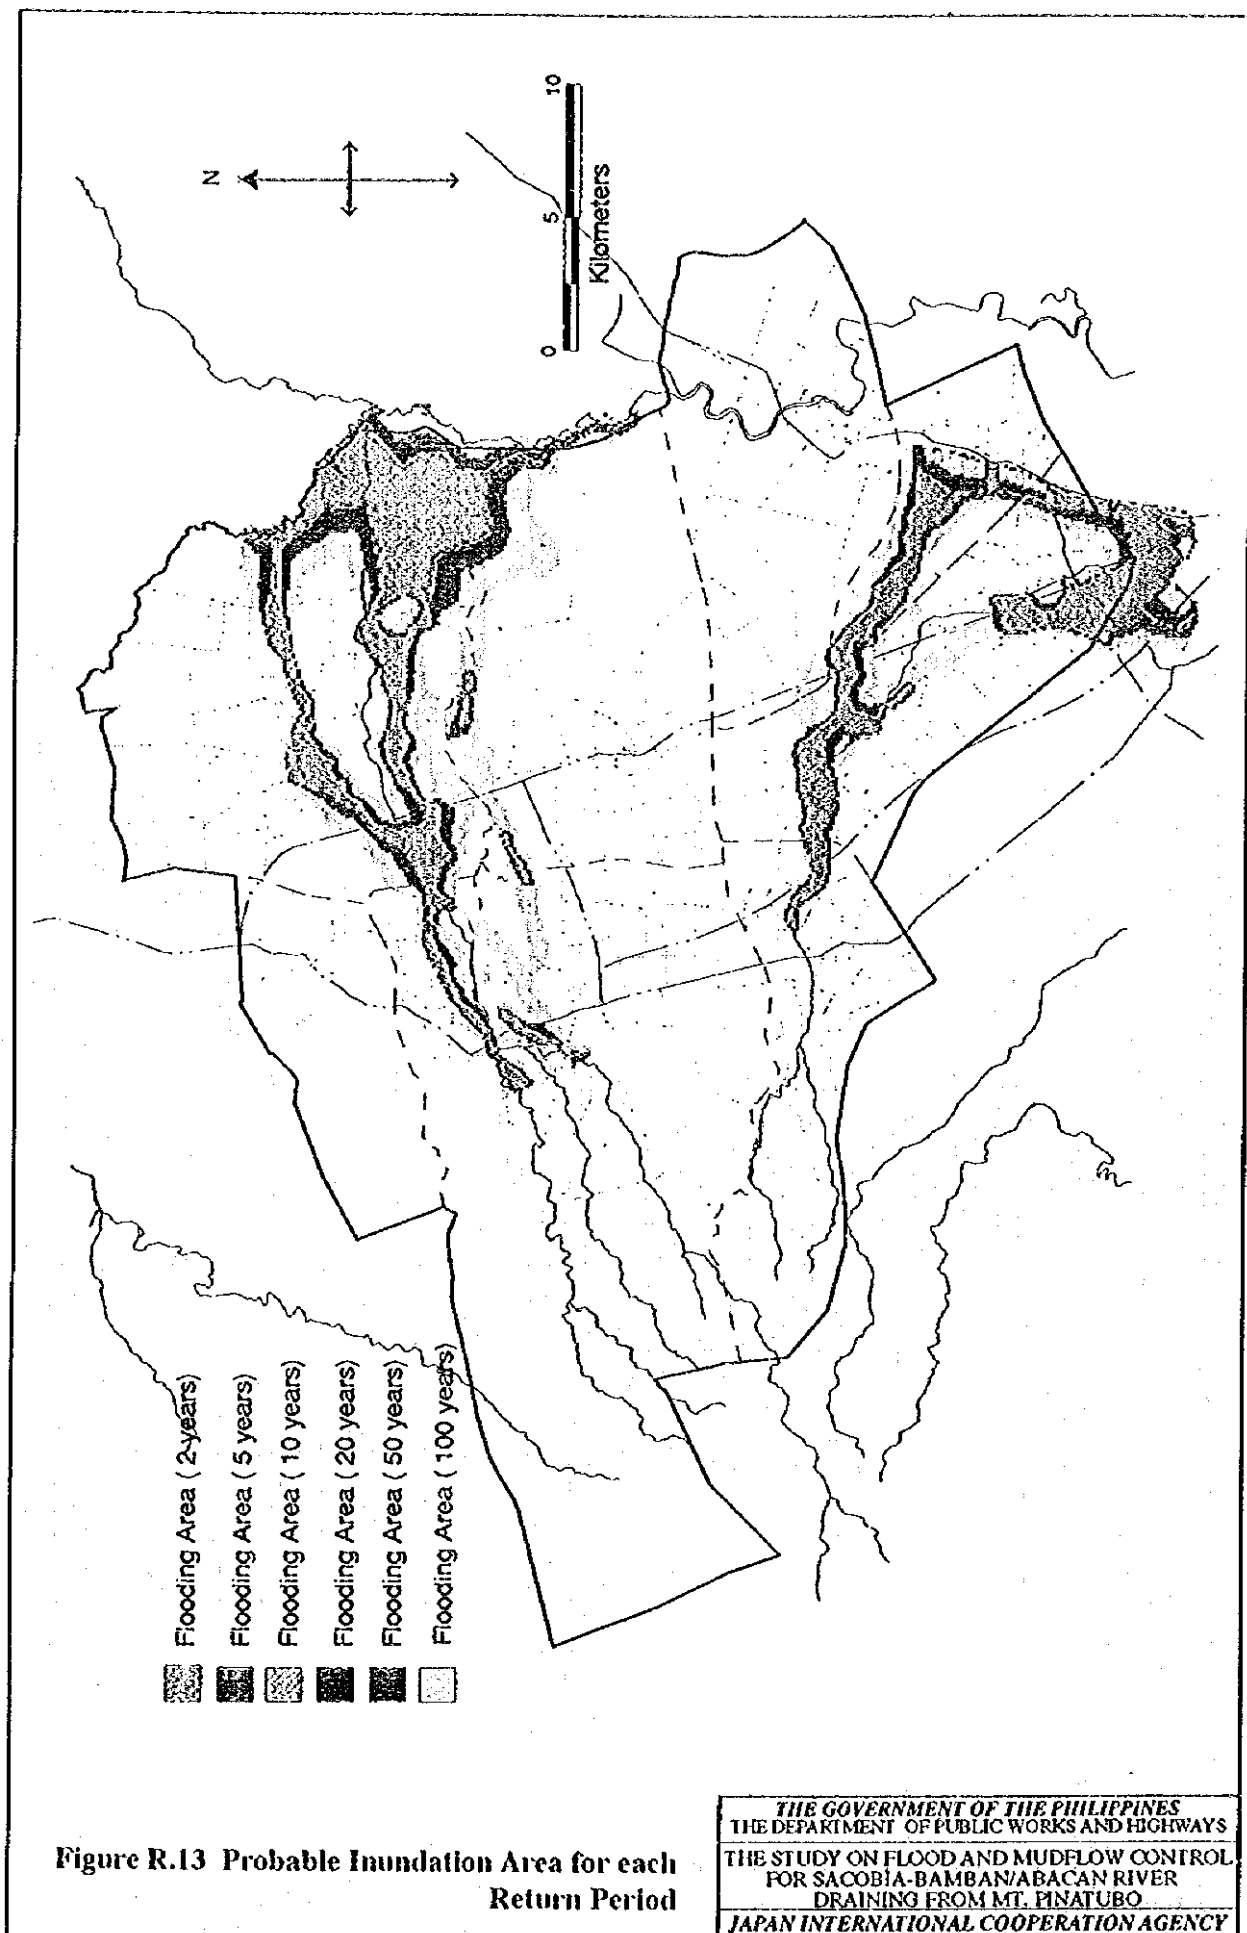 N
0 5 10
Kilometers
Flooding Area ( 2-years)
Flooding Area ( 5 years)
Flooding Area ( 10 years)
Flooding Area ( 20 years)
Flooding Area ( 50 years)
Flooding Area ( 100 years)
Figure R.13 Probable Inundation Area for each
Return Period
THE GOVERNMENT OF THE PHILIPPINES
THE DEPARTMENT OF PUBLIC WORKS AND HIGHWAYS
THE STUDY ON FLOOD AND MUDFLOW CONTROL
FOR SACOBIA-BAMBAN/ABACAN RIVER
DRAINING FROM MT. PINATUBO
JAPAN INTERNATIONAL COOPERATION AGENCY